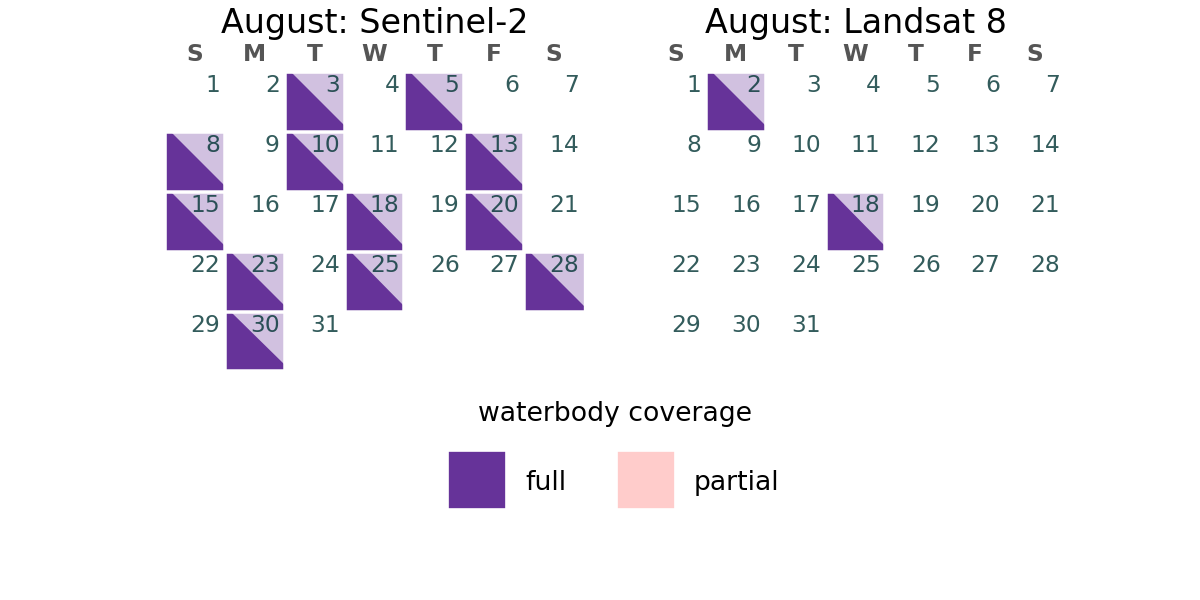 August: Sentinel-2
S M T W T F S
1 2 3 4 5 6 7
8 9 10 11 12 13 14
15 16 17 18 19 20 21
22 23 24 25 26 27 28
29 30 31
August: Landsat 8
S M T W T F S
1 2 3 4 5 6 7
8 9 10 11 12 13 14
15 16 17 18 19 20 21
22 23 24 25 26 27 28
29 30 31
waterbody coverage
full partial